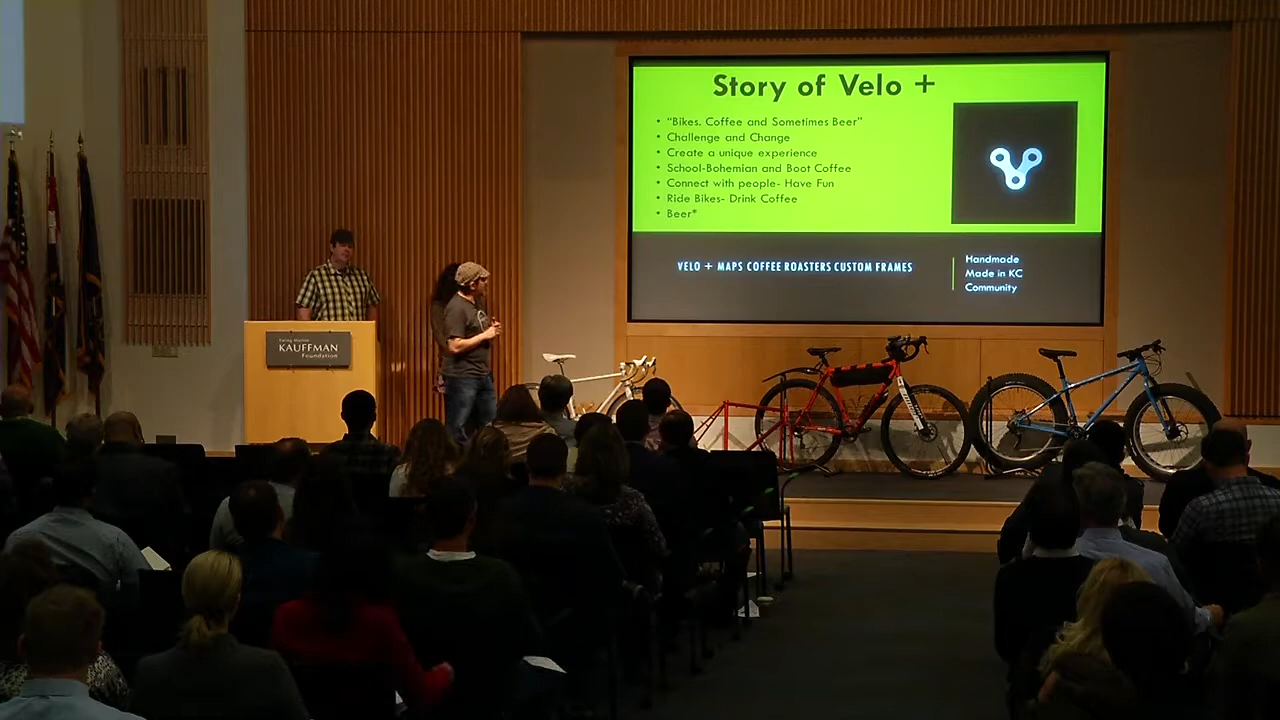 Story of Velo +
• "Bikes. Coffee and Sometimes Beer"
• Challenge and Change
• Create a unique experience
• School-Bohemian and Boot Coffee
• Connect with people- Have Fun
• Ride Bikes- Drink Coffee
• Beer*
VELO + MAPS COFFEE ROASTERS CUSTOM FRAMES
Handmade
Made in KC
Community
Ewing Marion
KAUFFMAN
Foundation